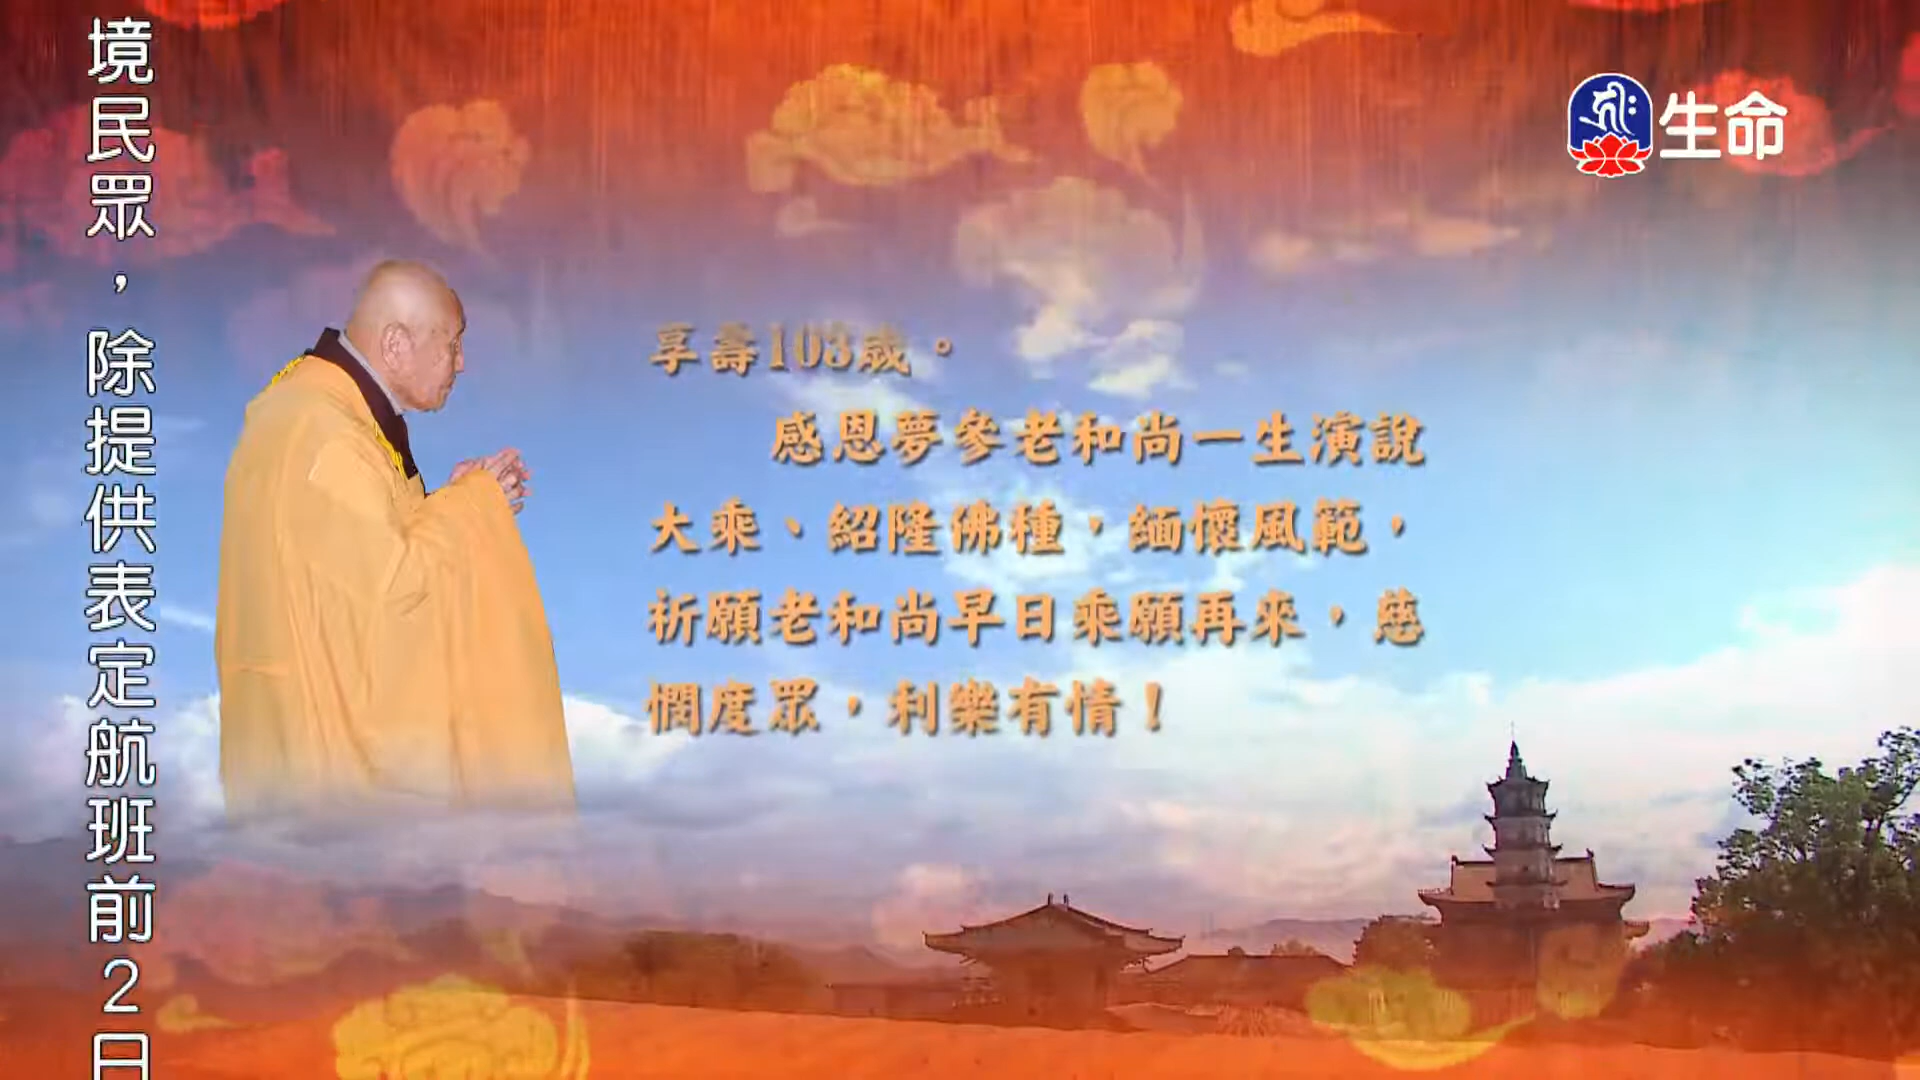 境民眾，除提供表定航班前2日
生命
享壽103歲。
感恩夢參老和尚一生演說
大乘、紹隆佛種，緬懷風範，
祈願老和尚早日乘願再來，慈
憫度眾，利樂有情！